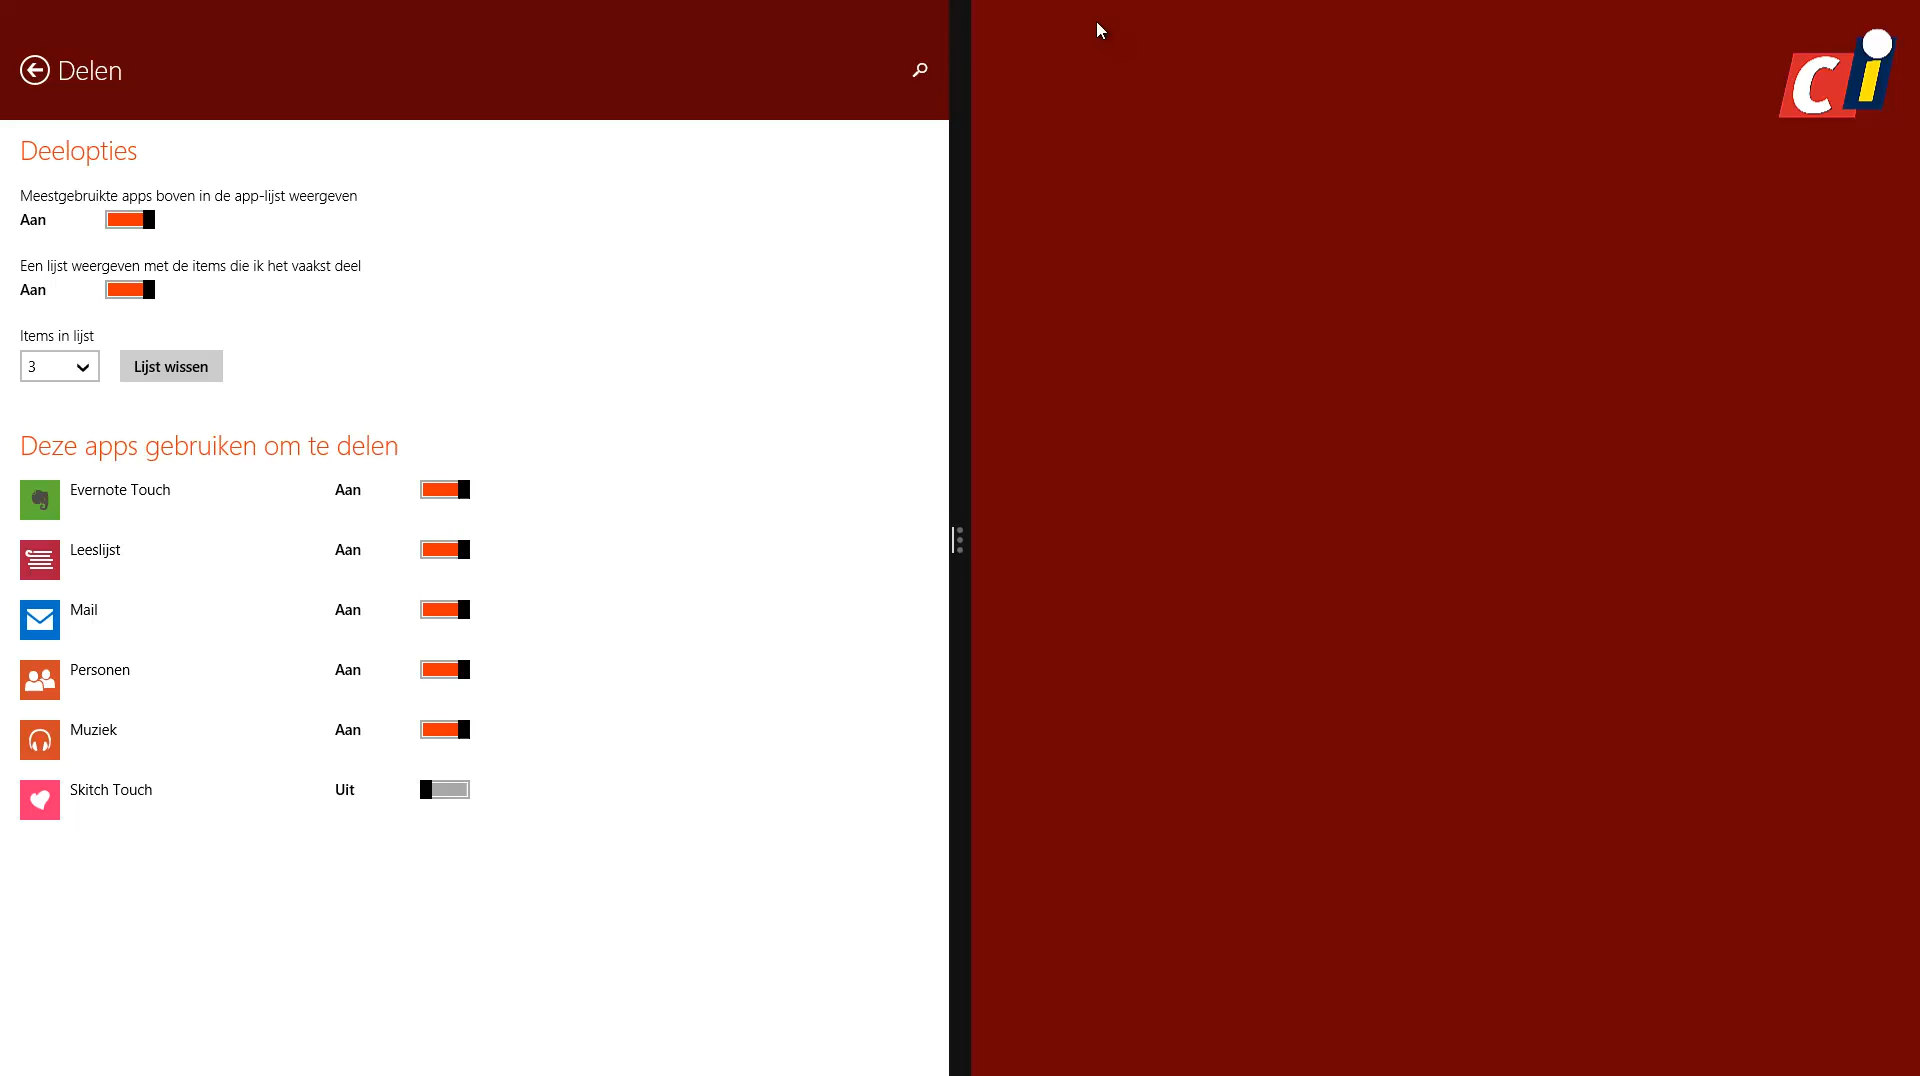 Delen
Deelopties
Meestgebruikte apps boven in de app-lijst weergeven
Aan
Een lijst weergeven met de items die ik het vaakst deel
Aan
Items in lijst
3
Lijst wissen
Deze apps gebruiken om te delen
Evernote Touch Aan
Leeslijst Aan
Mail Aan
Personen Aan
Muziek Aan
Skitch Touch Uit
ci